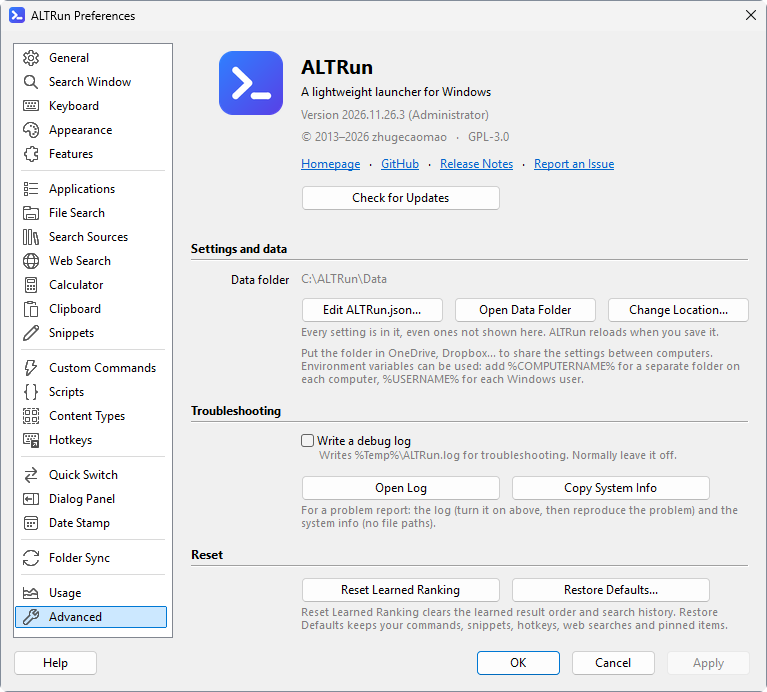 ALTRun Preferences
General
Search Window
Keyboard
Appearance
Features
Applications
File Search
Search Sources
Web Search
Calculator
Clipboard
Snippets
Custom Commands
Scripts
Content Types
Hotkeys
Quick Switch
Dialog Panel
Date Stamp
Folder Sync
Usage
Advanced
ALTRun
A lightweight launcher for Windows
Version 2026.11.26.3 (Administrator)
© 2013–2026 zhugecaomao · GPL-3.0
Homepage · GitHub · Release Notes · Report an Issue
Check for Updates
Settings and data
Data folder C:\ALTRun\Data
Edit ALTRun.json... Open Data Folder Change Location...
Every setting is in it, even ones not shown here. ALTRun reloads when you save it.
Put the folder in OneDrive, Dropbox... to share the settings between computers.
Environment variables can be used: add %COMPUTERNAME% for a separate folder on
each computer, %USERNAME% for each Windows user.
Troubleshooting
Write a debug log
Writes %Temp%\ALTRun.log for troubleshooting. Normally leave it off.
Open Log Copy System Info
For a problem report: the log (turn it on above, then reproduce the problem) and the
system info (no file paths).
Reset
Reset Learned Ranking Restore Defaults...
Reset Learned Ranking clears the learned result order and search history. Restore
Defaults keeps your commands, snippets, hotkeys, web searches and pinned items.
Help OK Cancel Apply